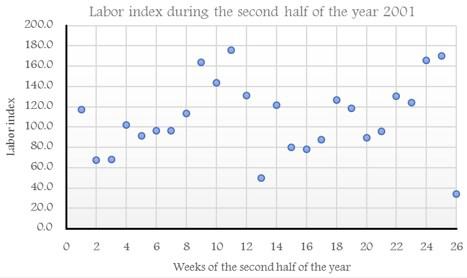 Labor index during the second half of the year 2001
200.0
180.0
160.0
140.0
120.0
100.0
80.0
60.0
40.0
20.0
0.0
Labor index
0 2 4 6 8 10 12 14 16 18 20 22 24 26
Weeks of the second half of the year